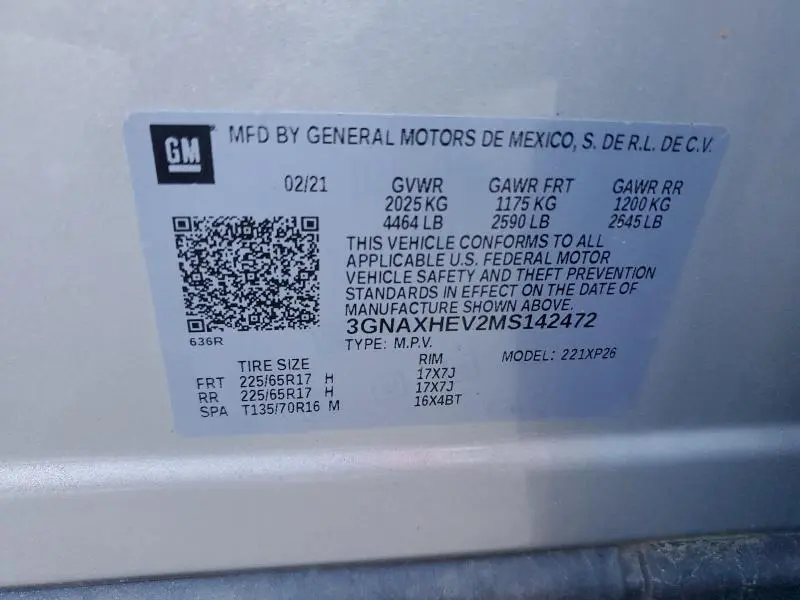 GM MFD BY GENERAL MOTORS DE MEXICO, S. DE R.L. DE C.V.
02/21 GVWR GAWR FRT GAWR RR
2025 KG 1175 KG 1200 KG
4464 LB 2590 LB 2645 LB
THIS VEHICLE CONFORMS TO ALL
APPLICABLE U.S. FEDERAL MOTOR
VEHICLE SAFETY AND THEFT PREVENTION
STANDARDS IN EFFECT ON THE DATE OF
MANUFACTURE SHOWN ABOVE.
3GNAXHEV2MS142472
636R
TYPE: M.P.V. MODEL: 221XP26
TIRE SIZE RIM
FRT 225/65R17 H 17X7J
RR 225/65R17 H 17X7J
SPA T135/70R16 M 16X4BT